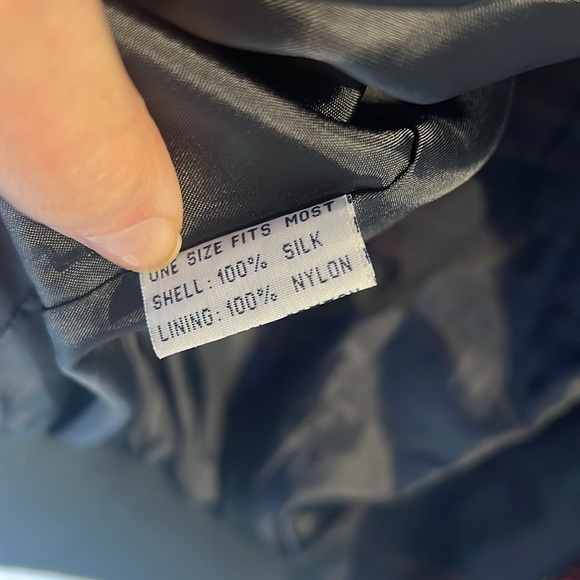 ONE SIZE FITS MOST
SHELL: 100% SILK
LINING: 100% NYLON